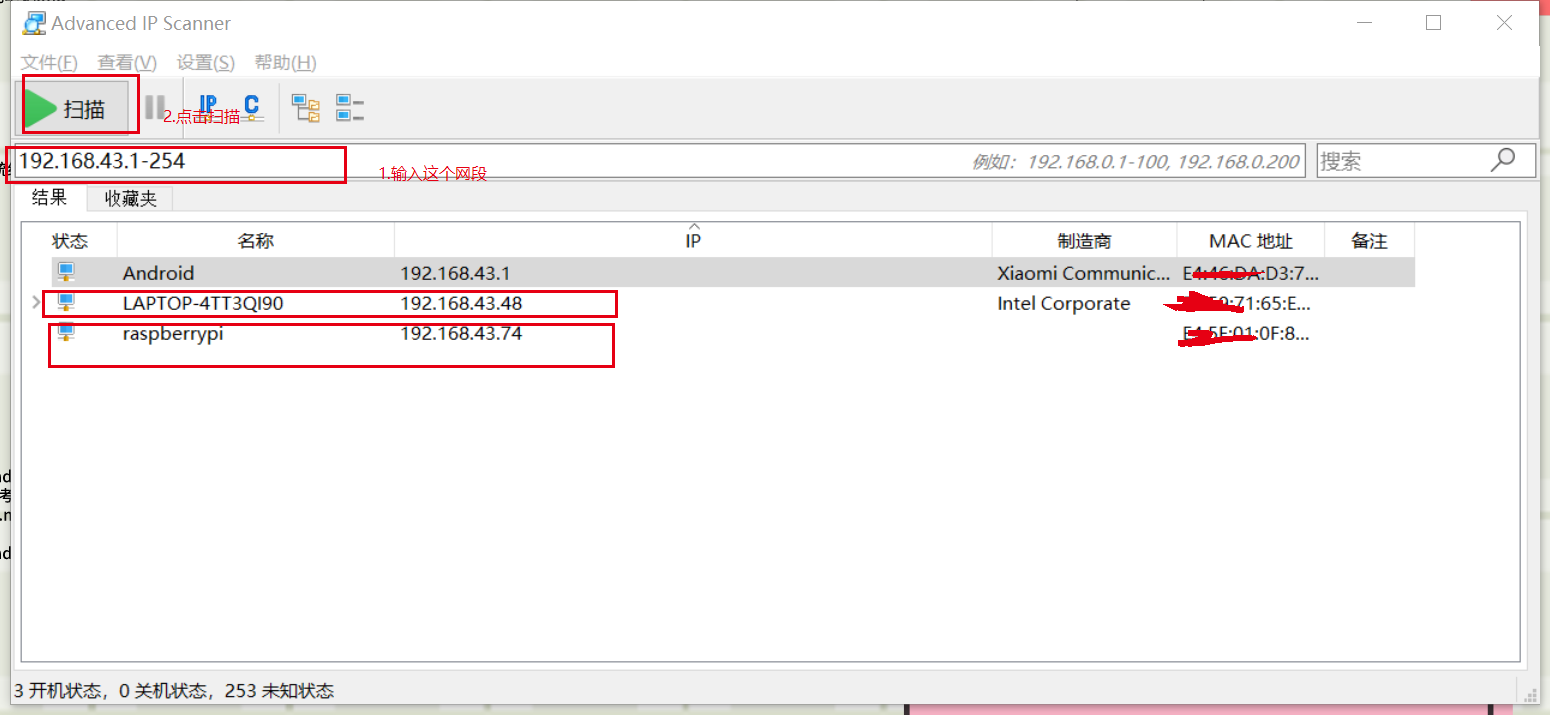 Advanced IP Scanner
文件(F) 查看(V) 设置(S) 帮助(H)
扫描 IP C
2.点击扫描
192.168.43.1-254 例如：192.168.0.1-100, 192.168.0.200 搜索
1.输入这个网段
结果 收藏夹
状态 名称 IP 制造商 MAC 地址 备注
Android 192.168.43.1 Xiaomi Communic... :D3:7...
LAPTOP-4TT3QI90 192.168.43.48 Intel Corporate 71:65:E...
raspberrypi 192.168.43.74 :0F:8...
nd
考
.n
nd
3 开机状态，0 关机状态，253 未知状态